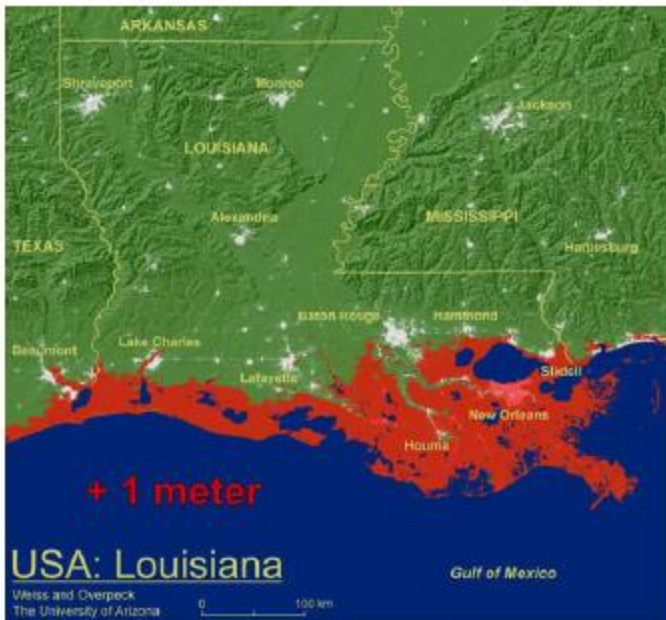 ARKANSAS
Shreveport
Monroe
Jackson
LOUISIANA
Alexandria
MISSISSIPPI
TEXAS
Hattiesburg
Baton Rouge
Hammond
Beaumont
Lake Charles
Lafayette
Slidell
New Orleans
Houma
+ 1 meter
USA: Louisiana
Gulf of Mexico
Weiss and Overpeck
The University of Arizona
0 100 km